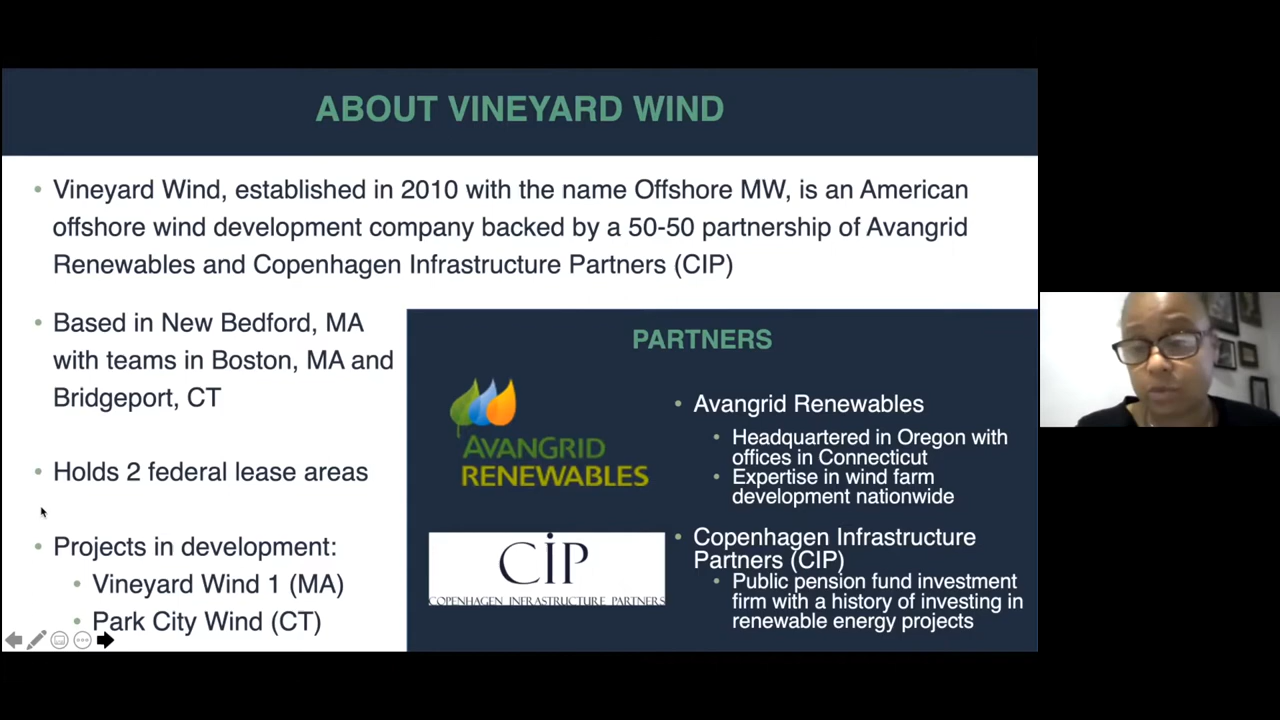 ABOUT VINEYARD WIND
• Vineyard Wind, established in 2010 with the name Offshore MW, is an American
offshore wind development company backed by a 50-50 partnership of Avangrid
Renewables and Copenhagen Infrastructure Partners (CIP)
• Based in New Bedford, MA
with teams in Boston, MA and
Bridgeport, CT
• Holds 2 federal lease areas
• Projects in development:
• Vineyard Wind 1 (MA)
• Park City Wind (CT)
PARTNERS
AVANGRID
RENEWABLES
• Avangrid Renewables
• Headquartered in Oregon with
offices in Connecticut
• Expertise in wind farm
development nationwide
CIP
COPENHAGEN INFRASTRUCTURE PARTNERS
• Copenhagen Infrastructure
Partners (CIP)
• Public pension fund investment
firm with a history of investing in
renewable energy projects